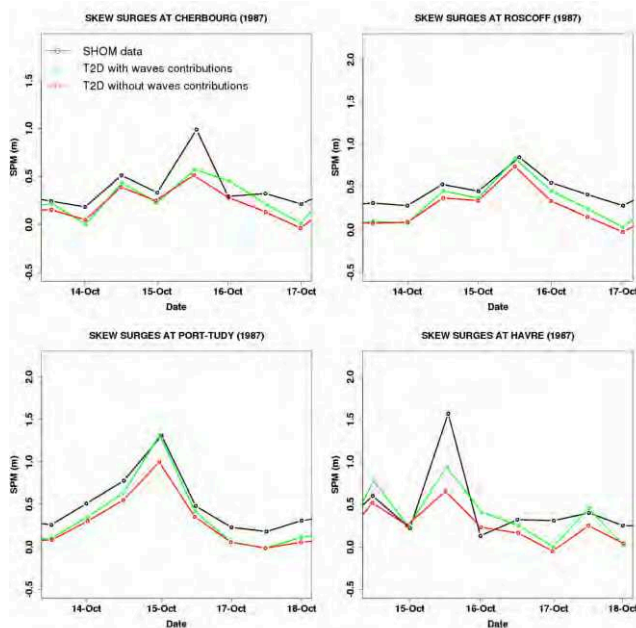 SKEW SURGES AT CHERBOURG (1987)
SPM (m)
1.5
1.0
0.5
0.0
-0.5
SHOM data
T2D with waves contributions
T2D without waves contributions
14-Oct 15-Oct 16-Oct 17-Oct
Date
SKEW SURGES AT ROSCOFF (1987)
SPM (m)
2.0
1.5
1.0
0.5
0.0
-0.5
14-Oct 15-Oct 16-Oct 17-Oct
Date
SKEW SURGES AT PORT-TUDY (1987)
SPM (m)
2.0
1.5
1.0
0.5
0.0
-0.5
14-Oct 15-Oct 17-Oct 18-Oct
Date
SKEW SURGES AT HAVRE (1987)
SPM (m)
2.0
1.5
1.0
0.5
0.0
-0.5
15-Oct 16-Oct 17-Oct 18-Oct
Date